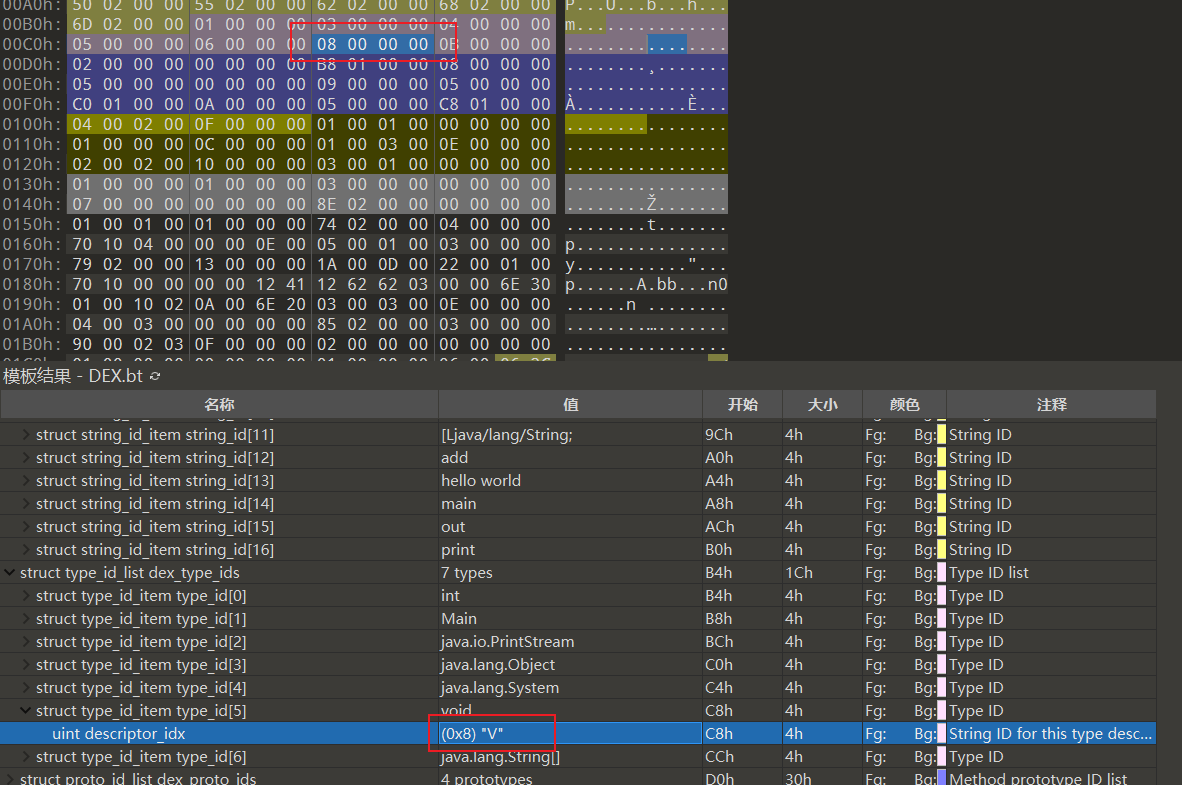 00A0h: 50 02 00 00 55 02 00 00 62 02 00 00 68 02 00 00 P...U...b...h...
00B0h: 6D 02 00 00 01 00 00 00 03 00 00 00 04 00 00 00 m...............
00C0h: 05 00 00 00 06 00 00 00 08 00 00 00 0B 00 00 00 ................
00D0h: 02 00 00 00 00 00 00 00 B8 01 00 00 08 00 00 00 ........¸.......
00E0h: 05 00 00 00 00 00 00 00 09 00 00 00 05 00 00 00 ................
00F0h: C0 01 00 00 0A 00 00 00 05 00 00 00 C8 01 00 00 À...........È...
0100h: 04 00 02 00 0F 00 00 00 01 00 01 00 00 00 00 00 ................
0110h: 01 00 00 00 0C 00 00 00 01 00 03 00 0E 00 00 00 ................
0120h: 02 00 02 00 10 00 00 00 03 00 01 00 00 00 00 00 ................
0130h: 01 00 00 00 01 00 00 00 03 00 00 00 00 00 00 00 ................
0140h: 07 00 00 00 00 00 00 00 8E 02 00 00 00 00 00 00 ........Ž.......
0150h: 01 00 01 00 01 00 00 00 74 02 00 00 04 00 00 00 ........t.......
0160h: 70 10 04 00 00 00 0E 00 05 00 01 00 03 00 00 00 p...............
0170h: 79 02 00 00 13 00 00 00 1A 00 0D 00 22 00 01 00 y..........."...
0180h: 70 10 00 00 00 00 12 41 12 62 62 03 00 00 6E 30 p......A.bb...n0
0190h: 01 00 10 02 0A 00 6E 20 03 00 03 00 0E 00 00 00 ......n ........
01A0h: 04 00 03 00 00 00 00 00 85 02 00 00 03 00 00 00 ........….......
01B0h: 90 00 02 03 0F 00 00 00 02 00 00 00 00 00 00 00 ................
模板结果 - DEX.bt
名称 值 开始 大小 颜色 注释
struct string_id_item string_id[11] [Ljava/lang/String; 9Ch 4h Fg: Bg: String ID
struct string_id_item string_id[12] add A0h 4h Fg: Bg: String ID
struct string_id_item string_id[13] hello world A4h 4h Fg: Bg: String ID
struct string_id_item string_id[14] main A8h 4h Fg: Bg: String ID
struct string_id_item string_id[15] out ACh 4h Fg: Bg: String ID
struct string_id_item string_id[16] print B0h 4h Fg: Bg: String ID
struct type_id_list dex_type_ids 7 types B4h 1Ch Fg: Bg: Type ID list
struct type_id_item type_id[0] int B4h 4h Fg: Bg: Type ID
struct type_id_item type_id[1] Main B8h 4h Fg: Bg: Type ID
struct type_id_item type_id[2] java.io.PrintStream BCh 4h Fg: Bg: Type ID
struct type_id_item type_id[3] java.lang.Object C0h 4h Fg: Bg: Type ID
struct type_id_item type_id[4] java.lang.System C4h 4h Fg: Bg: Type ID
struct type_id_item type_id[5] void C8h 4h Fg: Bg: Type ID
uint descriptor_idx (0x8) "V" C8h 4h Fg: Bg: String ID for this type desc...
struct type_id_item type_id[6] java.lang.String[] CCh 4h Fg: Bg: Type ID
struct proto_id_list dex_proto_ids 4 prototypes D0h 30h Fg: Bg: Method prototype ID list